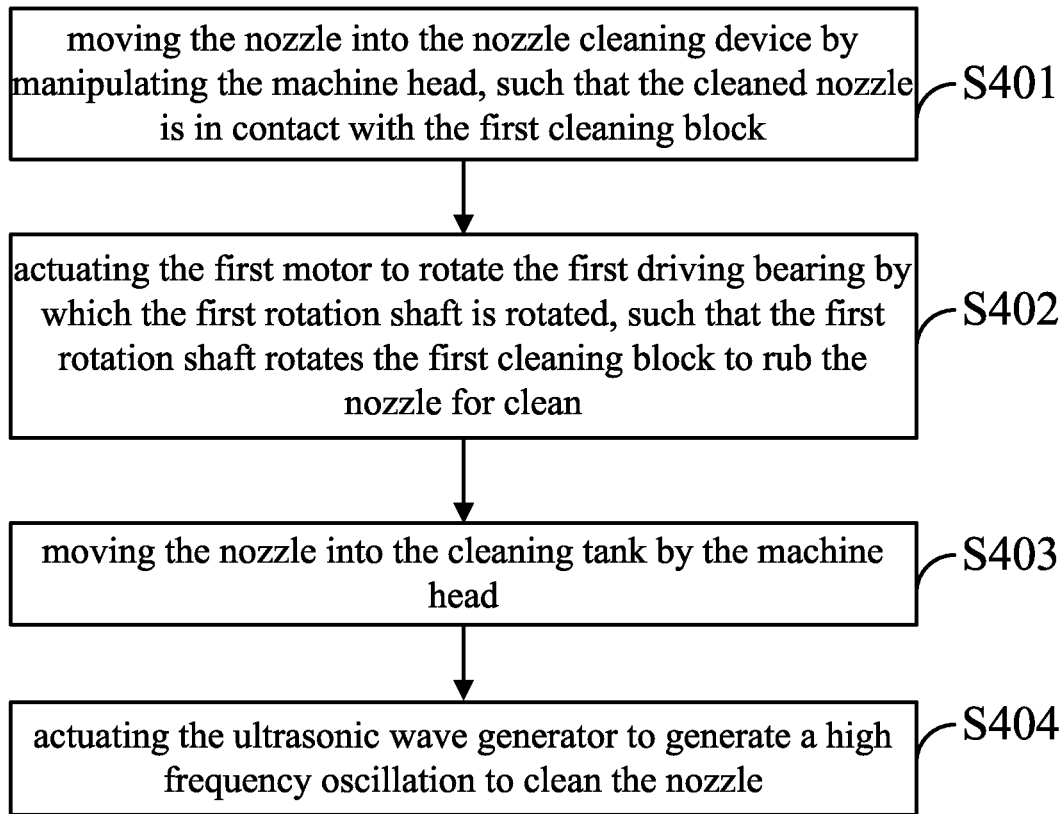 moving the nozzle into the nozzle cleaning device by
manipulating the machine head, such that the cleaned nozzle
is in contact with the first cleaning block
S401
actuating the first motor to rotate the first driving bearing by
which the first rotation shaft is rotated, such that the first
rotation shaft rotates the first cleaning block to rub the
nozzle for clean
S402
moving the nozzle into the cleaning tank by the machine
head
S403
actuating the ultrasonic wave generator to generate a high
frequency oscillation to clean the nozzle
S404